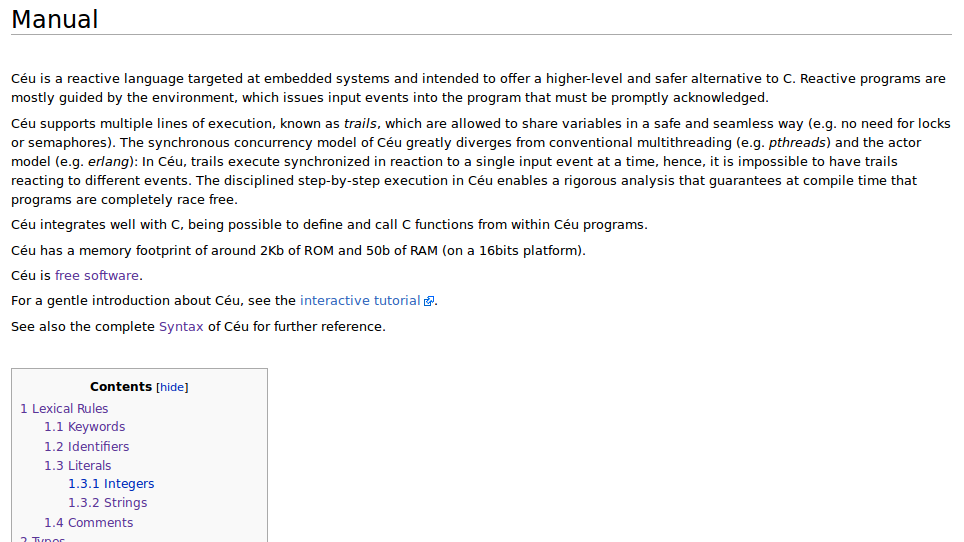 Manual
Céu is a reactive language targeted at embedded systems and intended to offer a higher-level and safer alternative to C. Reactive programs are
mostly guided by the environment, which issues input events into the program that must be promptly acknowledged.
Céu supports multiple lines of execution, known as trails, which are allowed to share variables in a safe and seamless way (e.g. no need for locks
or semaphores). The synchronous concurrency model of Céu greatly diverges from conventional multithreading (e.g. pthreads) and the actor
model (e.g. erlang): In Céu, trails execute synchronized in reaction to a single input event at a time, hence, it is impossible to have trails
reacting to different events. The disciplined step-by-step execution in Céu enables a rigorous analysis that guarantees at compile time that
programs are completely race free.
Céu integrates well with C, being possible to define and call C functions from within Céu programs.
Céu has a memory footprint of around 2Kb of ROM and 50b of RAM (on a 16bits platform).
Céu is free software.
For a gentle introduction about Céu, see the interactive tutorial.
See also the complete Syntax of Céu for further reference.
Contents [hide]
1 Lexical Rules
1.1 Keywords
1.2 Identifiers
1.3 Literals
1.3.1 Integers
1.3.2 Strings
1.4 Comments
2 Types